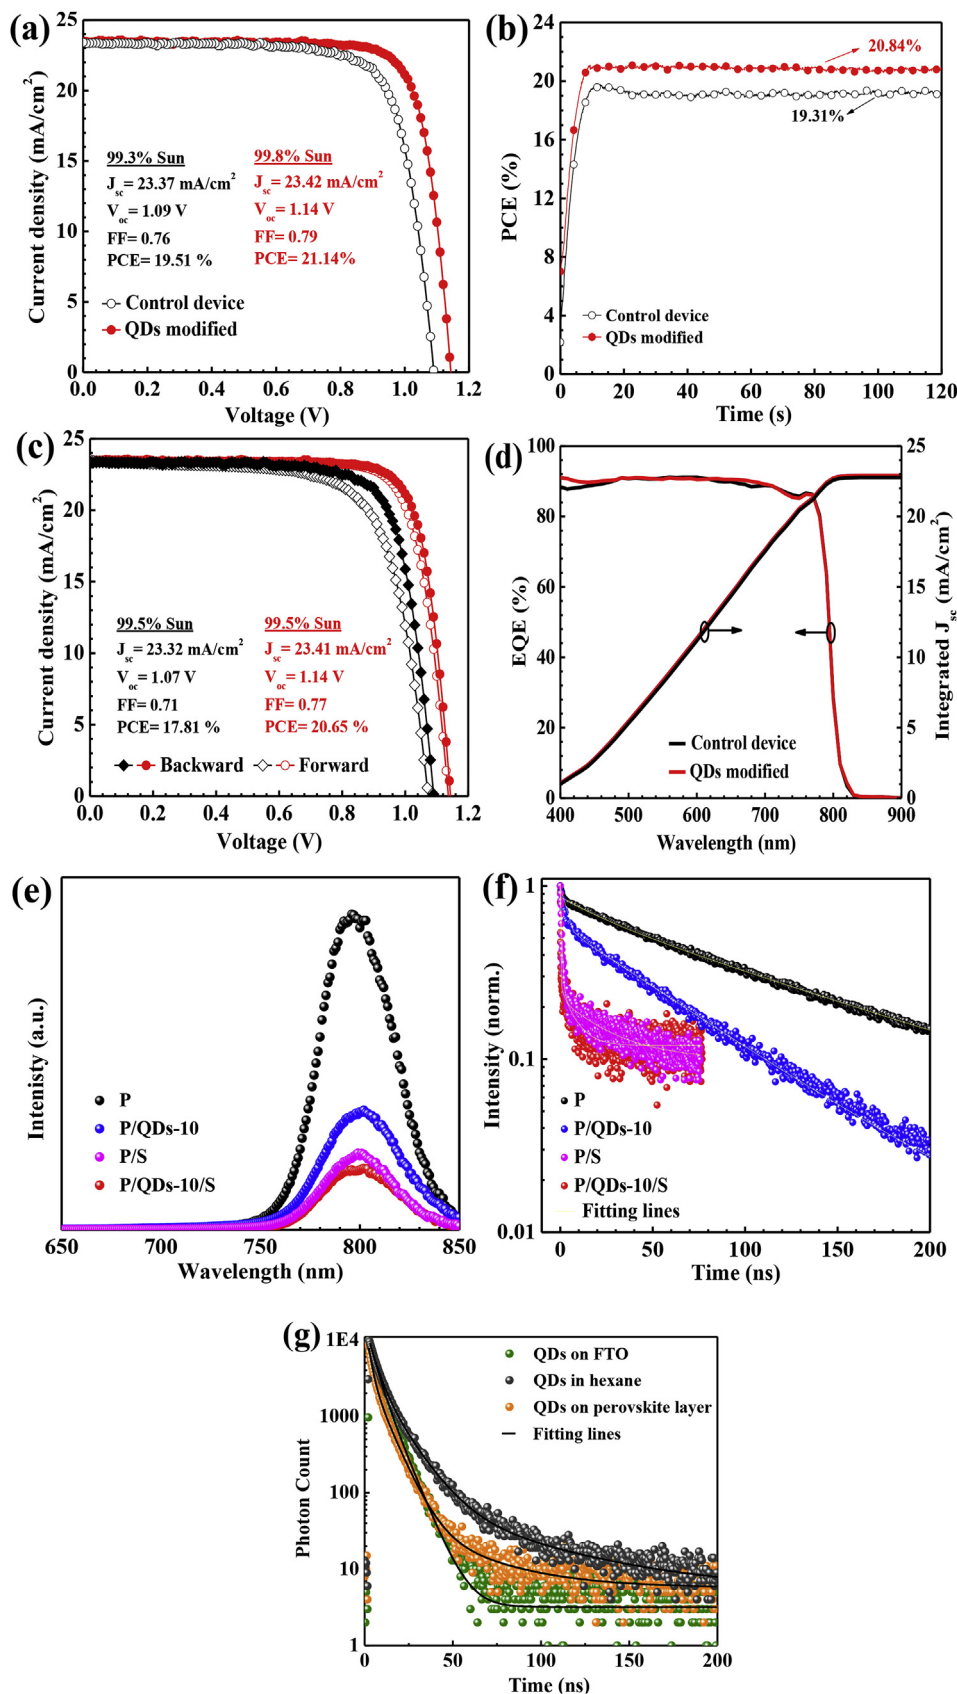 (a)
25
20
15
10
5
0
Current density (mA/cm²)
99.3% Sun
J_sc = 23.37 mA/cm²
V_oc = 1.09 V
FF= 0.76
PCE= 19.51 %
99.8% Sun
J_sc = 23.42 mA/cm²
V_oc = 1.14 V
FF= 0.79
PCE= 21.14%
Control device
QDs modified
0.0 0.2 0.4 0.6 0.8 1.0 1.2
Voltage (V)
(b)
24
20
16
12
8
4
0
PCE (%)
20.84%
19.31%
Control device
QDs modified
0 20 40 60 80 100 120
Time (s)
(c)
25
20
15
10
5
0
Current density (mA/cm²)
99.5% Sun
J_sc = 23.32 mA/cm²
V_oc = 1.07 V
FF= 0.71
PCE= 17.81 %
99.5% Sun
J_sc = 23.41 mA/cm²
V_oc = 1.14 V
FF= 0.77
PCE= 20.65 %
Backward
Forward
0.0 0.2 0.4 0.6 0.8 1.0 1.2
Voltage (V)
(d)
100
80
60
40
20
0
EQE (%)
25
20
15
10
5
0
Integrated J_sc (mA/cm²)
Control device
QDs modified
400 500 600 700 800 900
Wavelength (nm)
(e)
Intenisty (a.u.)
P
P/QDs-10
P/S
P/QDs-10/S
650 700 750 800 850
Wavelength (nm)
(f)
1
0.1
0.01
Intensity (norm.)
P
P/QDs-10
P/S
P/QDs-10/S
Fitting lines
0 50 100 150 200
Time (ns)
(g)
1E4
1000
100
10
1
Photon Count
QDs on FTO
QDs in hexane
QDs on perovskite layer
Fitting lines
0 50 100 150 200
Time (ns)